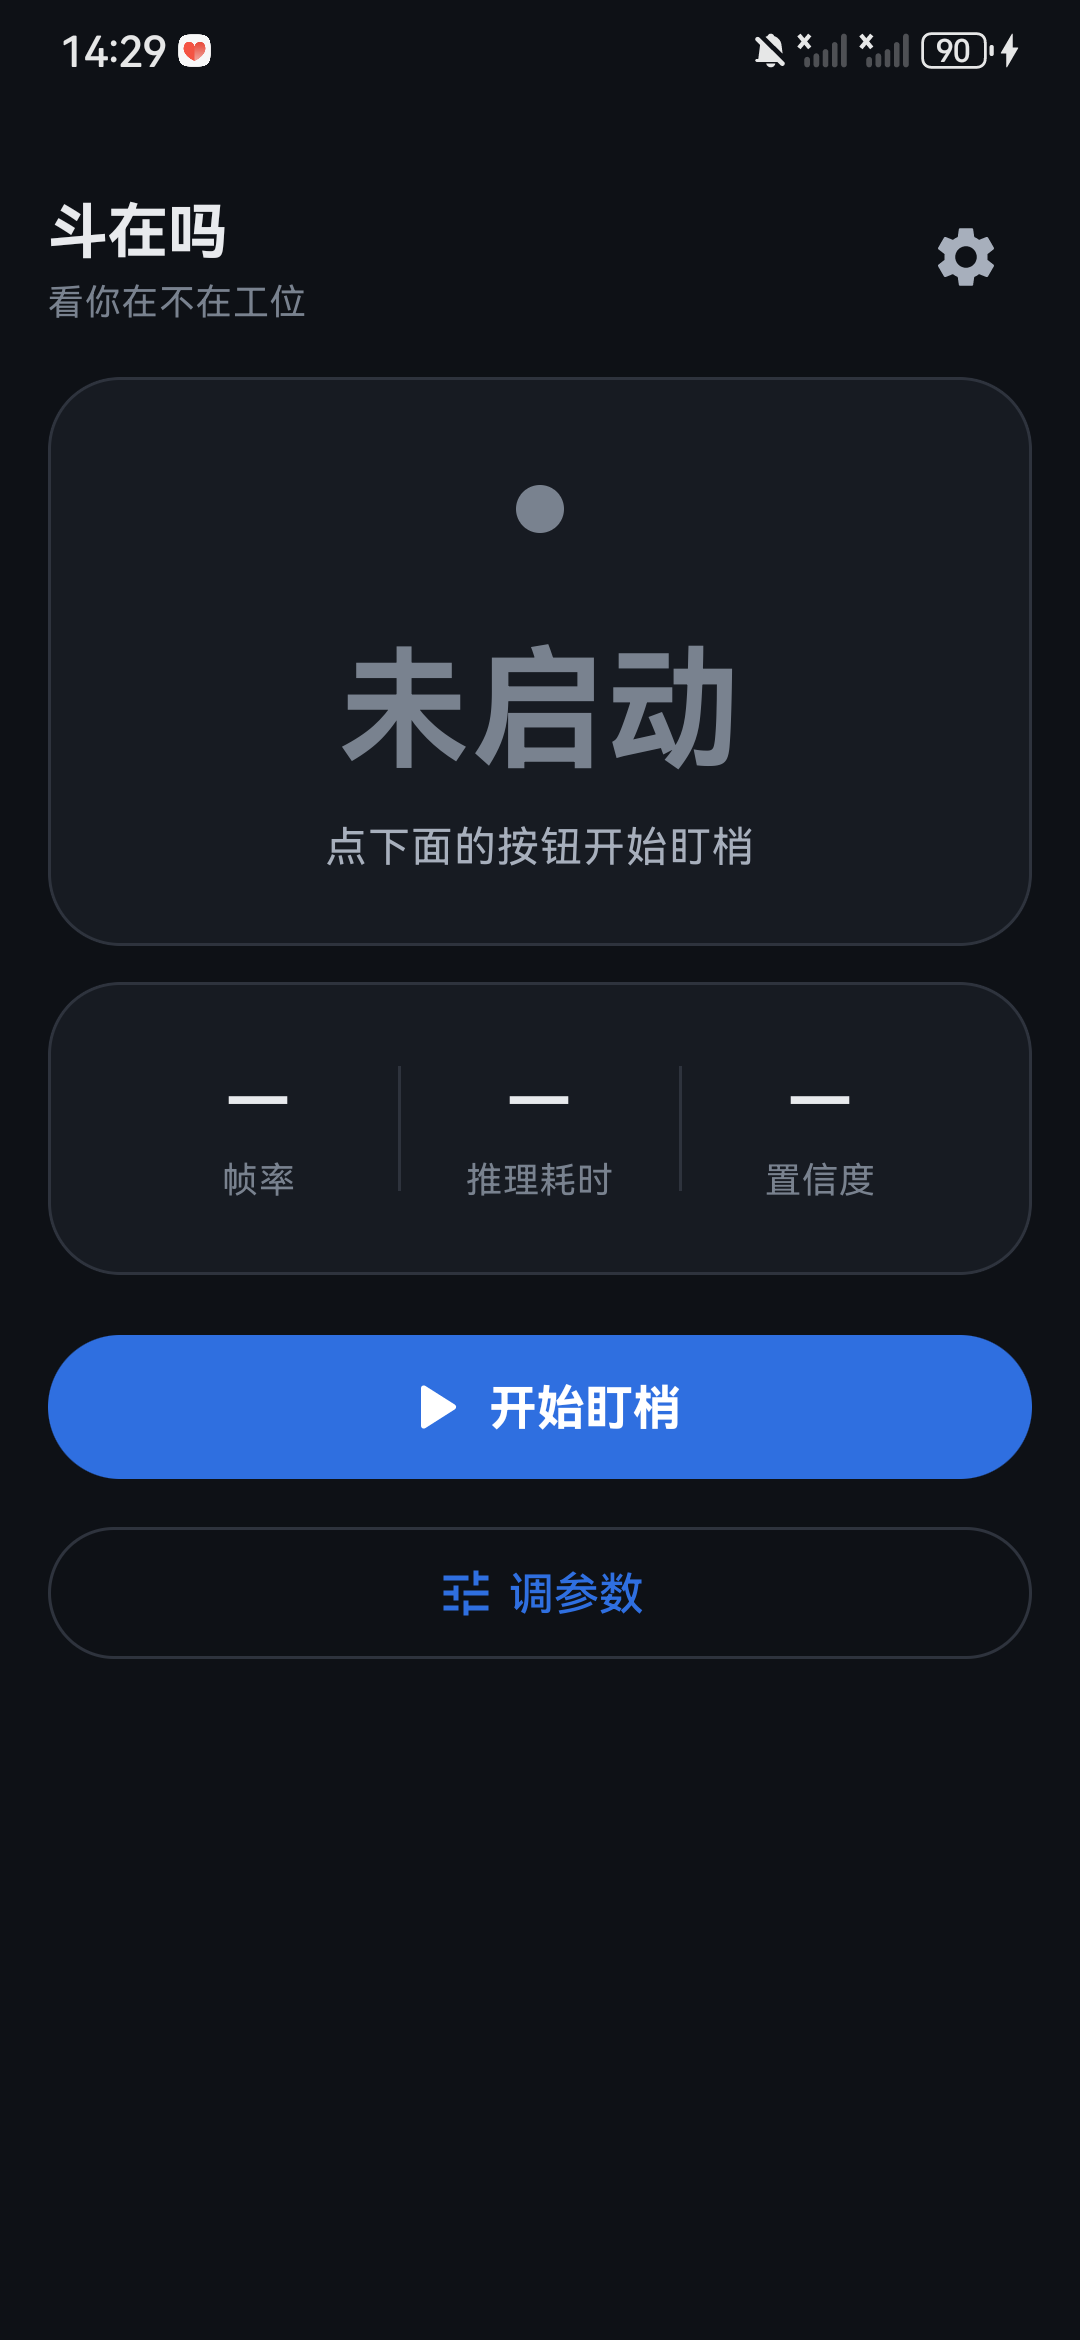 14:29
90
斗在吗
看你在不在工位
未启动
点下面的按钮开始盯梢
— — —
帧率 推理耗时 置信度
开始盯梢
调参数